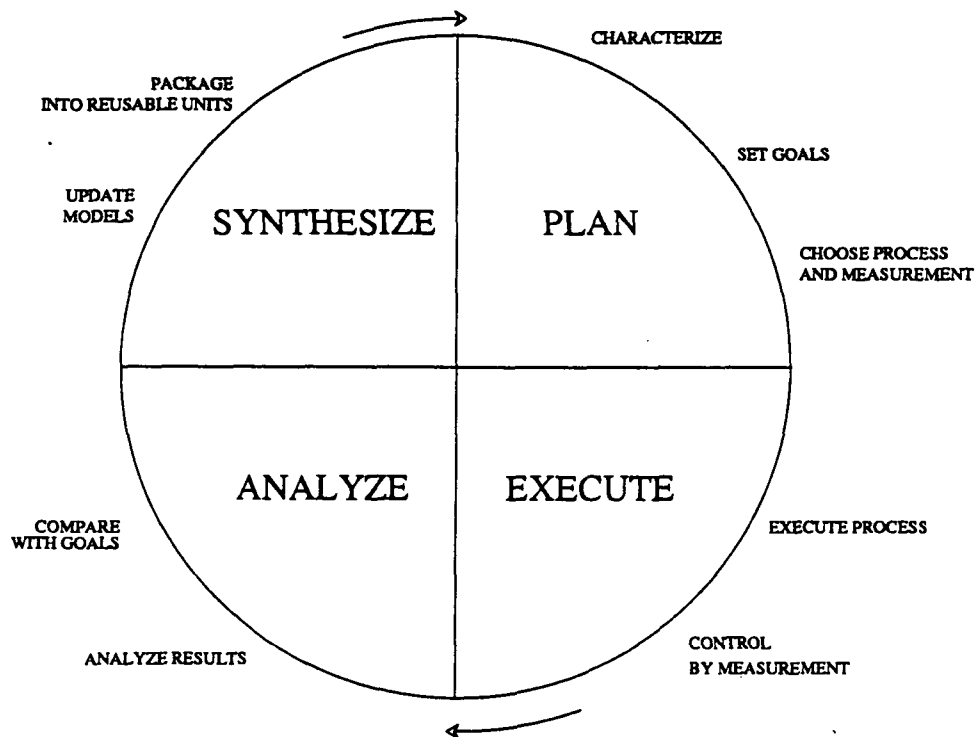 CHARACTERIZE
PACKAGE
INTO REUSABLE UNITS
SET GOALS
UPDATE
MODELS
SYNTHESIZE
PLAN
CHOOSE PROCESS
AND MEASUREMENT
ANALYZE
EXECUTE
COMPARE
WITH GOALS
EXECUTE PROCESS
ANALYZE RESULTS
CONTROL
BY MEASUREMENT